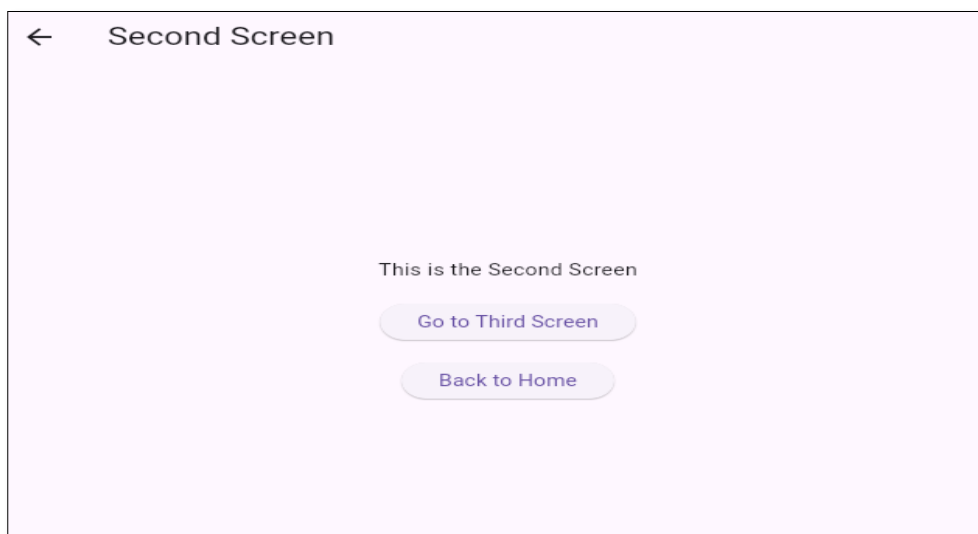 Second Screen
This is the Second Screen
Go to Third Screen
Back to Home